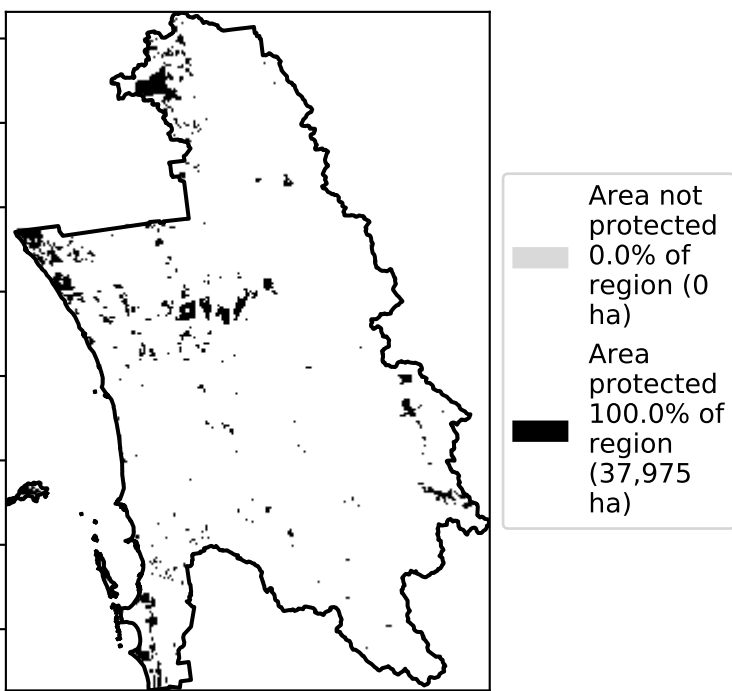 Area not
protected
0.0% of
region (0
ha)
Area
protected
100.0% of
region
(37,975
ha)